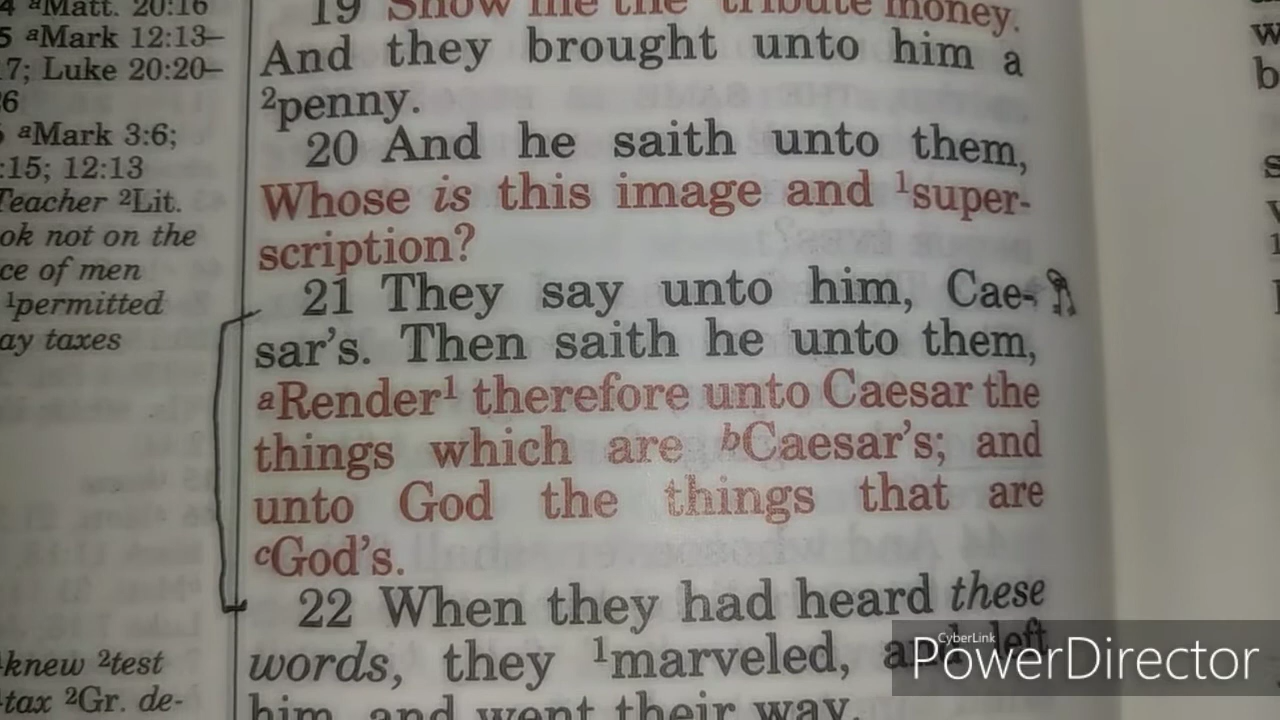 4 aMatt. 20:16
5 aMark 12:13–
7; Luke 20:20–
26
aMark 3:6;
:15; 12:13
Teacher 2Lit.
ok not on the
ce of men
1permitted
ay taxes
knew 2test
tax 2Gr. de-
19 Show me the tribute money.
And they brought unto him a
2penny.
20 And he saith unto them,
Whose is this image and 1super-
scription?
21 They say unto him, Cae-
sar's. Then saith he unto them,
aRender1 therefore unto Caesar the
things which are bCaesar's; and
unto God the things that are
cGod's.
22 When they had heard these
words, they 1marveled, and left
him, and went their way.
CyberLink
PowerDirector